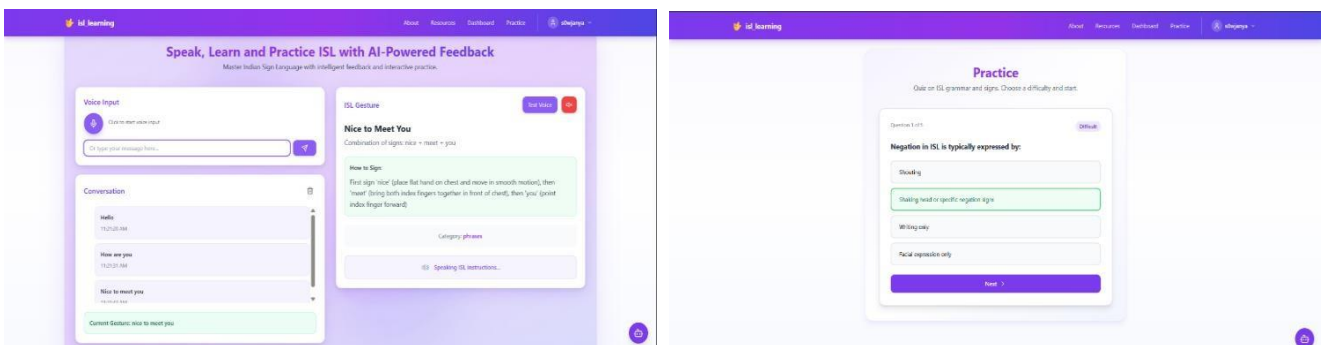 isl_learning
About Resources Dashboard Practice
Speak, Learn and Practice ISL with AI-Powered Feedback
Master Indian Sign Language with intelligent feedback and interactive practice.
Voice Input
Click to start voice input
Or type your message here...
Conversation
Hello
11:21:25 AM
How are you
11:21:31 AM
Nice to meet you
Current Gesture: nice to meet you
ISL Gesture
Test Voice
Nice to Meet You
Combination of signs: nice + meet + you
How to Sign:
First sign 'nice' (place flat hand on chest and move in smooth motion), then
'meet' (bring both index fingers together in front of chest), then 'you' (point
index finger forward)
Category: phrases
Speaking ISL instructions...
isl_learning
About Resources Dashboard Practice
Practice
Quiz on ISL grammar and signs. Choose a difficulty and start.
Question 1 of 5
Difficult
Negation in ISL is typically expressed by:
Shouting
Shaking head or specific negation signs
Writing only
Facial expression only
Next